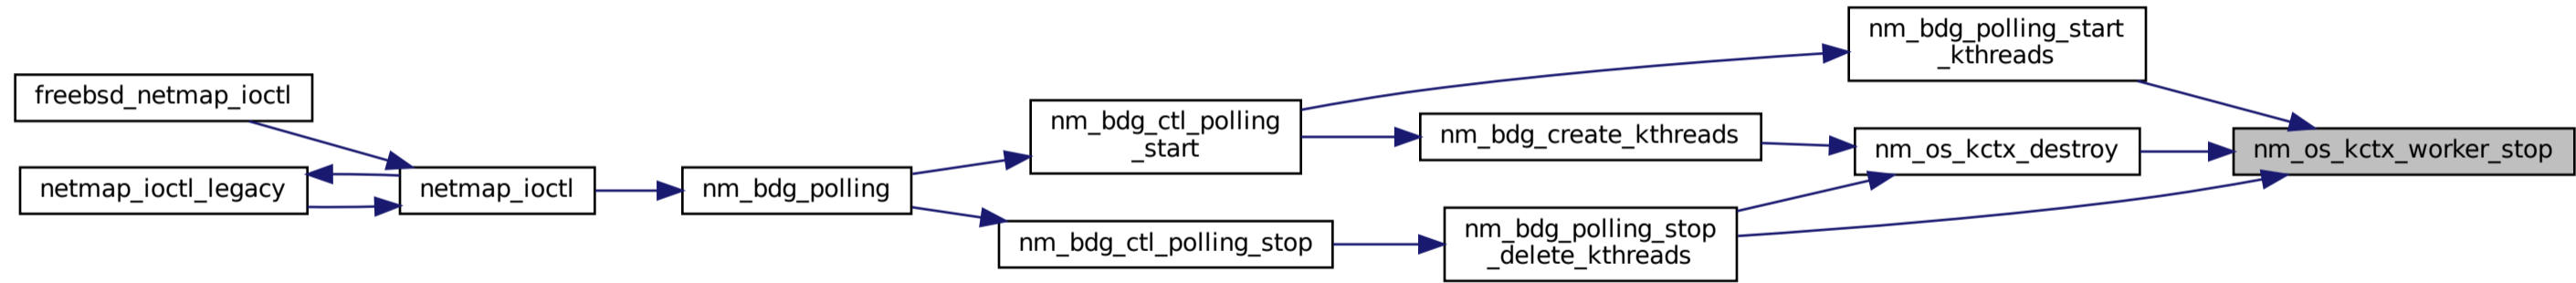 freebsd_netmap_ioctl
netmap_ioctl_legacy
netmap_ioctl
nm_bdg_polling
nm_bdg_ctl_polling
_start
nm_bdg_ctl_polling_stop
nm_bdg_create_kthreads
nm_bdg_polling_stop
_delete_kthreads
nm_bdg_polling_start
_kthreads
nm_os_kctx_destroy
nm_os_kctx_worker_stop